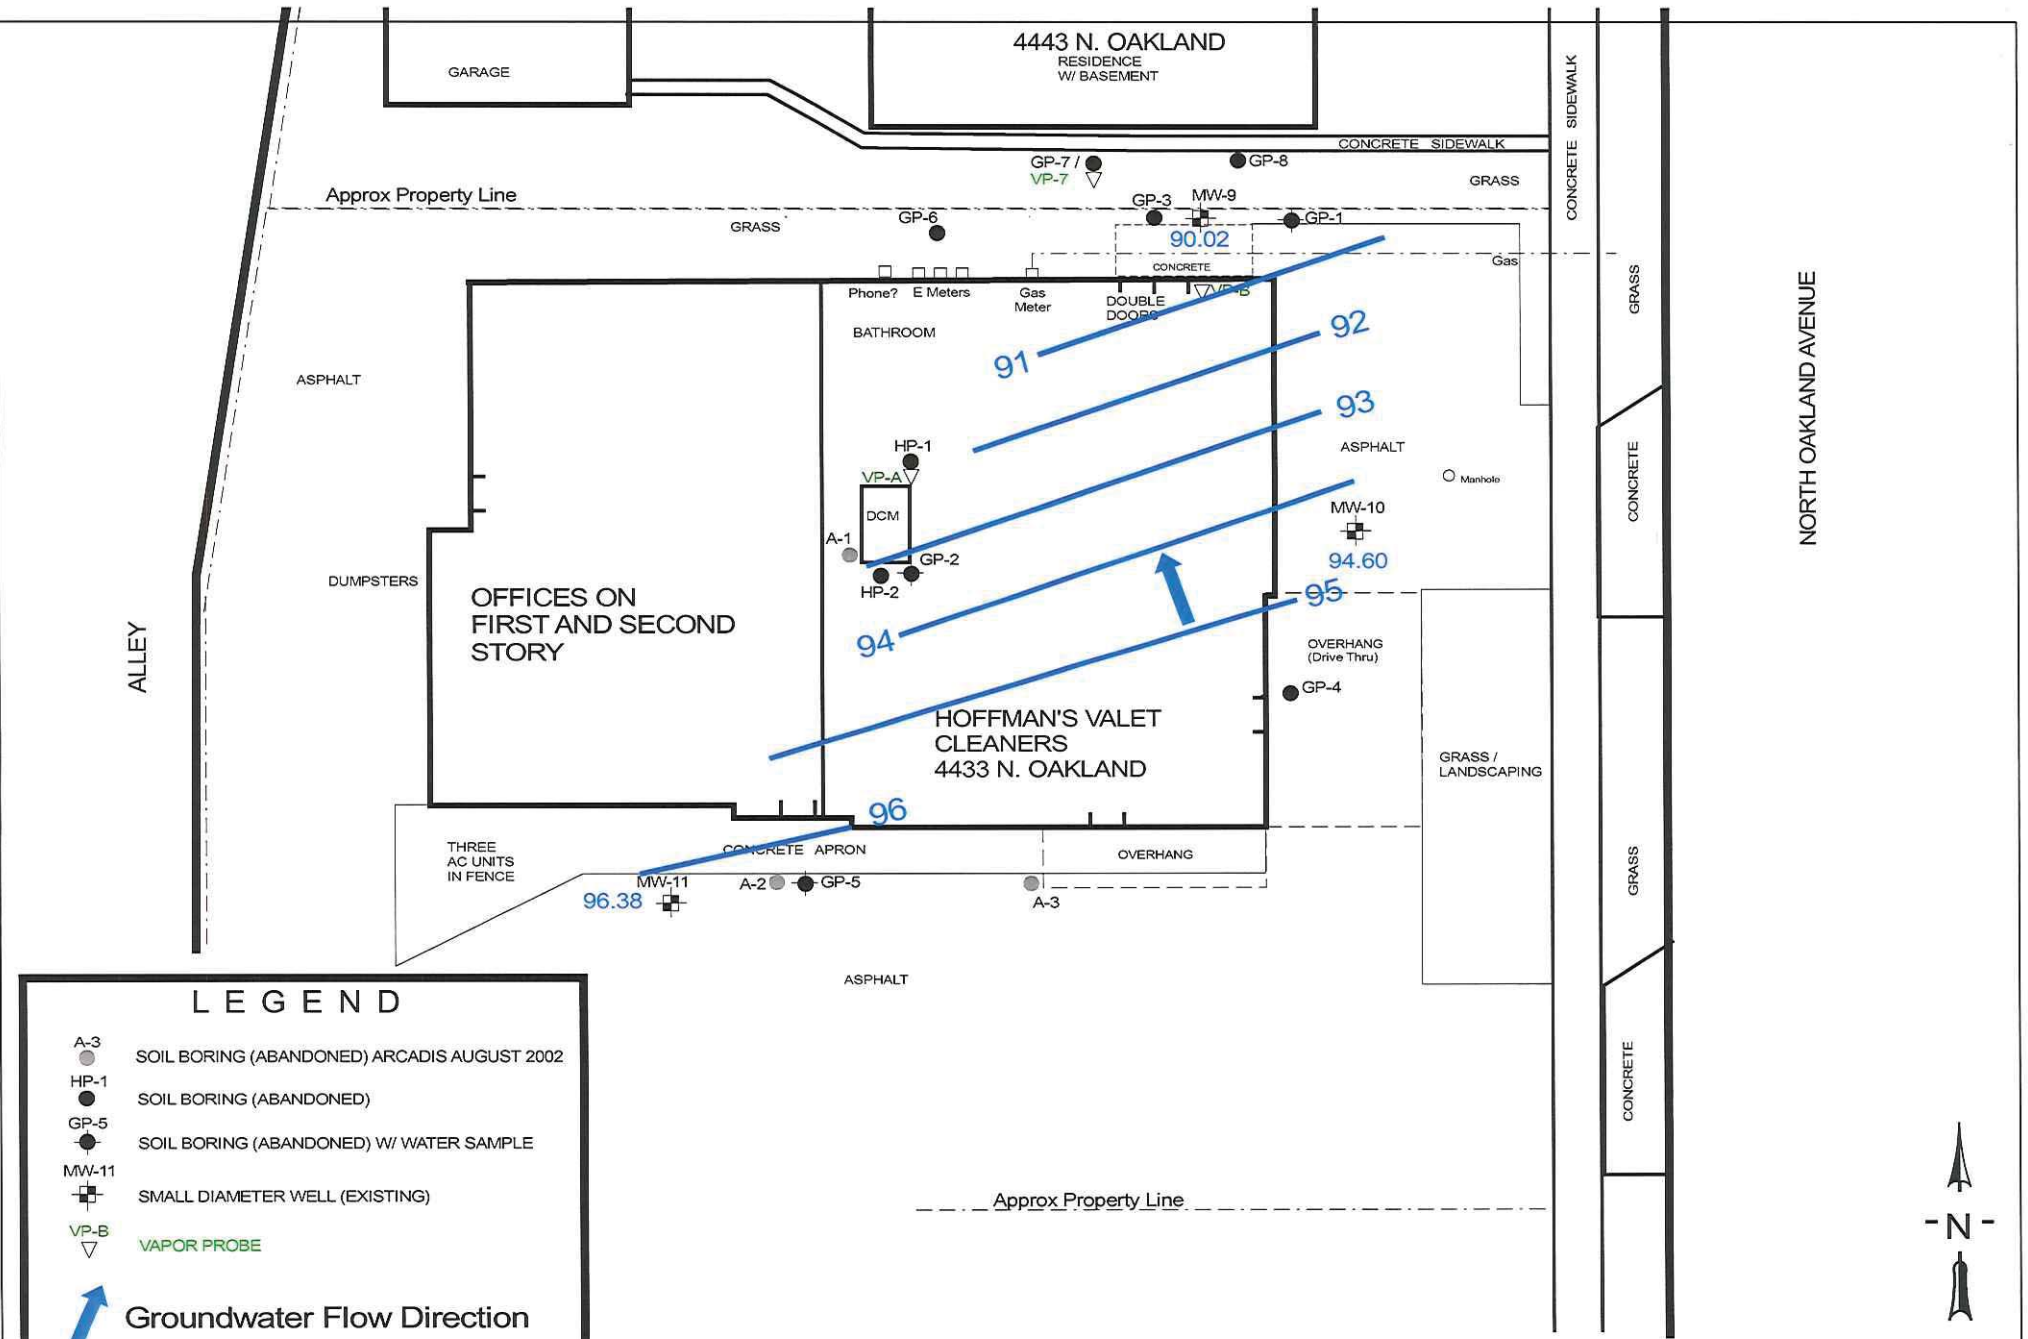 GARAGE
4443 N. OAKLAND
RESIDENCE
W/ BASEMENT
CONCRETE SIDEWALK
CONCRETE SIDEWALK
GP-7 /
VP-7
GP-8
GRASS
Approx Property Line
GP-6
GRASS
GP-3
MW-9
GP-1
90.02
CONCRETE
Gas
GRASS
Phone?
E Meters
Gas
Meter
DOUBLE
DOORS
VP-B
BATHROOM
91
92
93
ASPHALT
ASPHALT
Manhole
CONCRETE
NORTH OAKLAND AVENUE
HP-1
VP-A
DCM
A-1
GP-2
HP-2
MW-10
94.60
95
94
DUMPSTERS
OFFICES ON
FIRST AND SECOND
STORY
ALLEY
OVERHANG
(Drive Thru)
GP-4
HOFFMAN'S VALET
CLEANERS
4433 N. OAKLAND
GRASS /
LANDSCAPING
96
THREE
AC UNITS
IN FENCE
CONCRETE APRON
OVERHANG
GRASS
MW-11
96.38
A-2
GP-5
A-3
ASPHALT
CONCRETE
Approx Property Line
-N-
LEGEND
A-3
SOIL BORING (ABANDONED) ARCADIS AUGUST 2002
HP-1
SOIL BORING (ABANDONED)
GP-5
SOIL BORING (ABANDONED) W/ WATER SAMPLE
MW-11
SMALL DIAMETER WELL (EXISTING)
VP-B
VAPOR PROBE
Groundwater Flow Direction